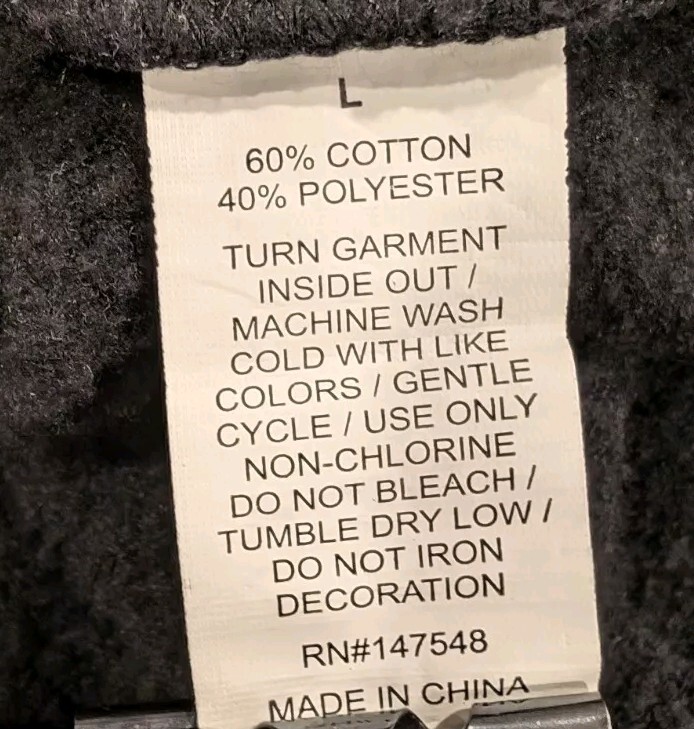 L
60% COTTON
40% POLYESTER
TURN GARMENT
INSIDE OUT /
MACHINE WASH
COLD WITH LIKE
COLORS / GENTLE
CYCLE / USE ONLY
NON-CHLORINE
DO NOT BLEACH /
TUMBLE DRY LOW /
DO NOT IRON
DECORATION
RN#147548
MADE IN CHINA